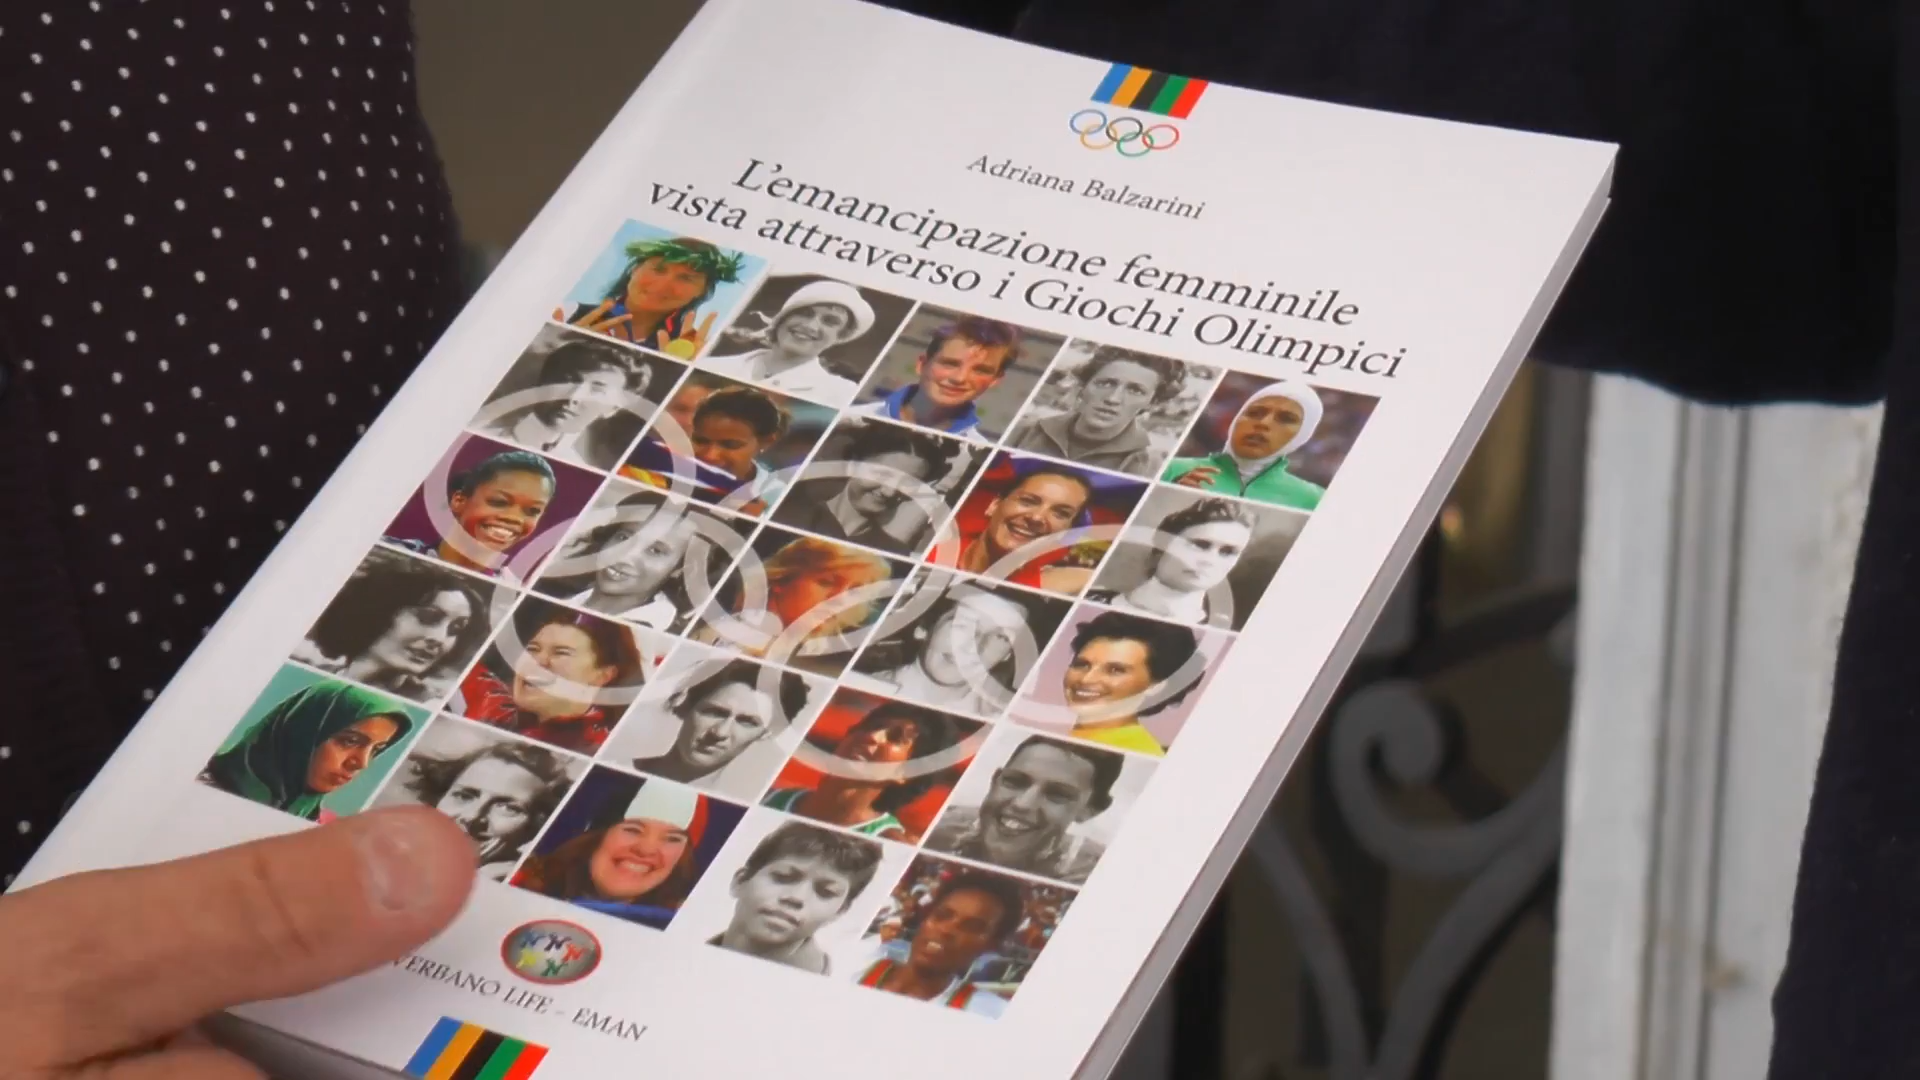 Adriana Balzarini
L'emancipazione femminile
vista attraverso i Giochi Olimpici
VERBANO LIFE - EMAN